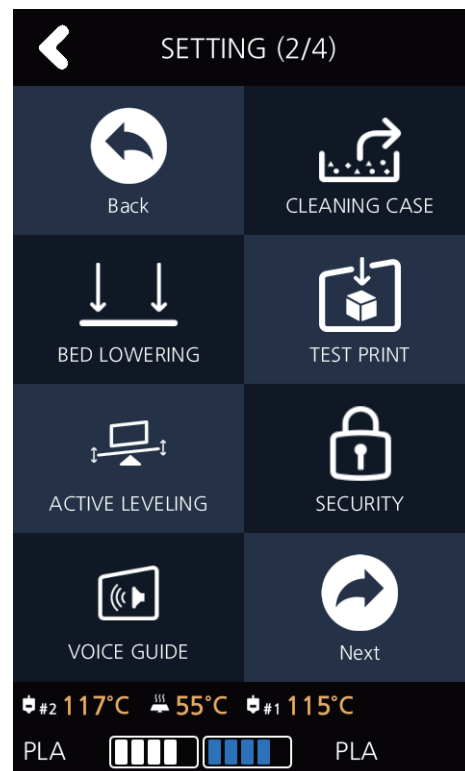 SETTING (2/4)
Back
CLEANING CASE
BED LOWERING
TEST PRINT
ACTIVE LEVELING
SECURITY
VOICE GUIDE
Next
#2 117°C 55°C #1 115°C
PLA PLA